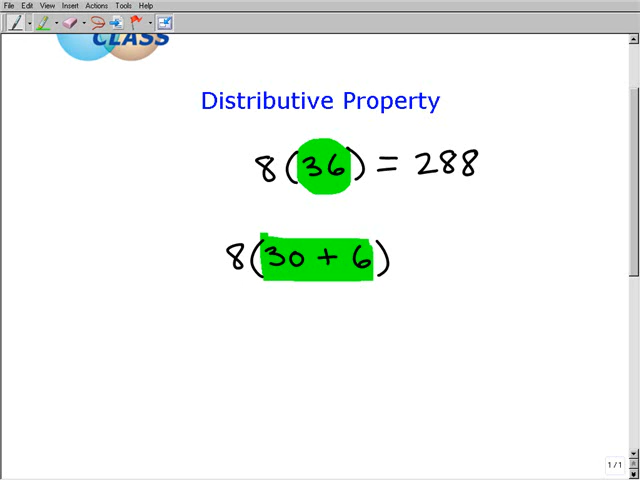 File Edit View Insert Actions Tools Help
CLASS
Distributive Property
8(36) = 288
8(30 + 6)
1/1